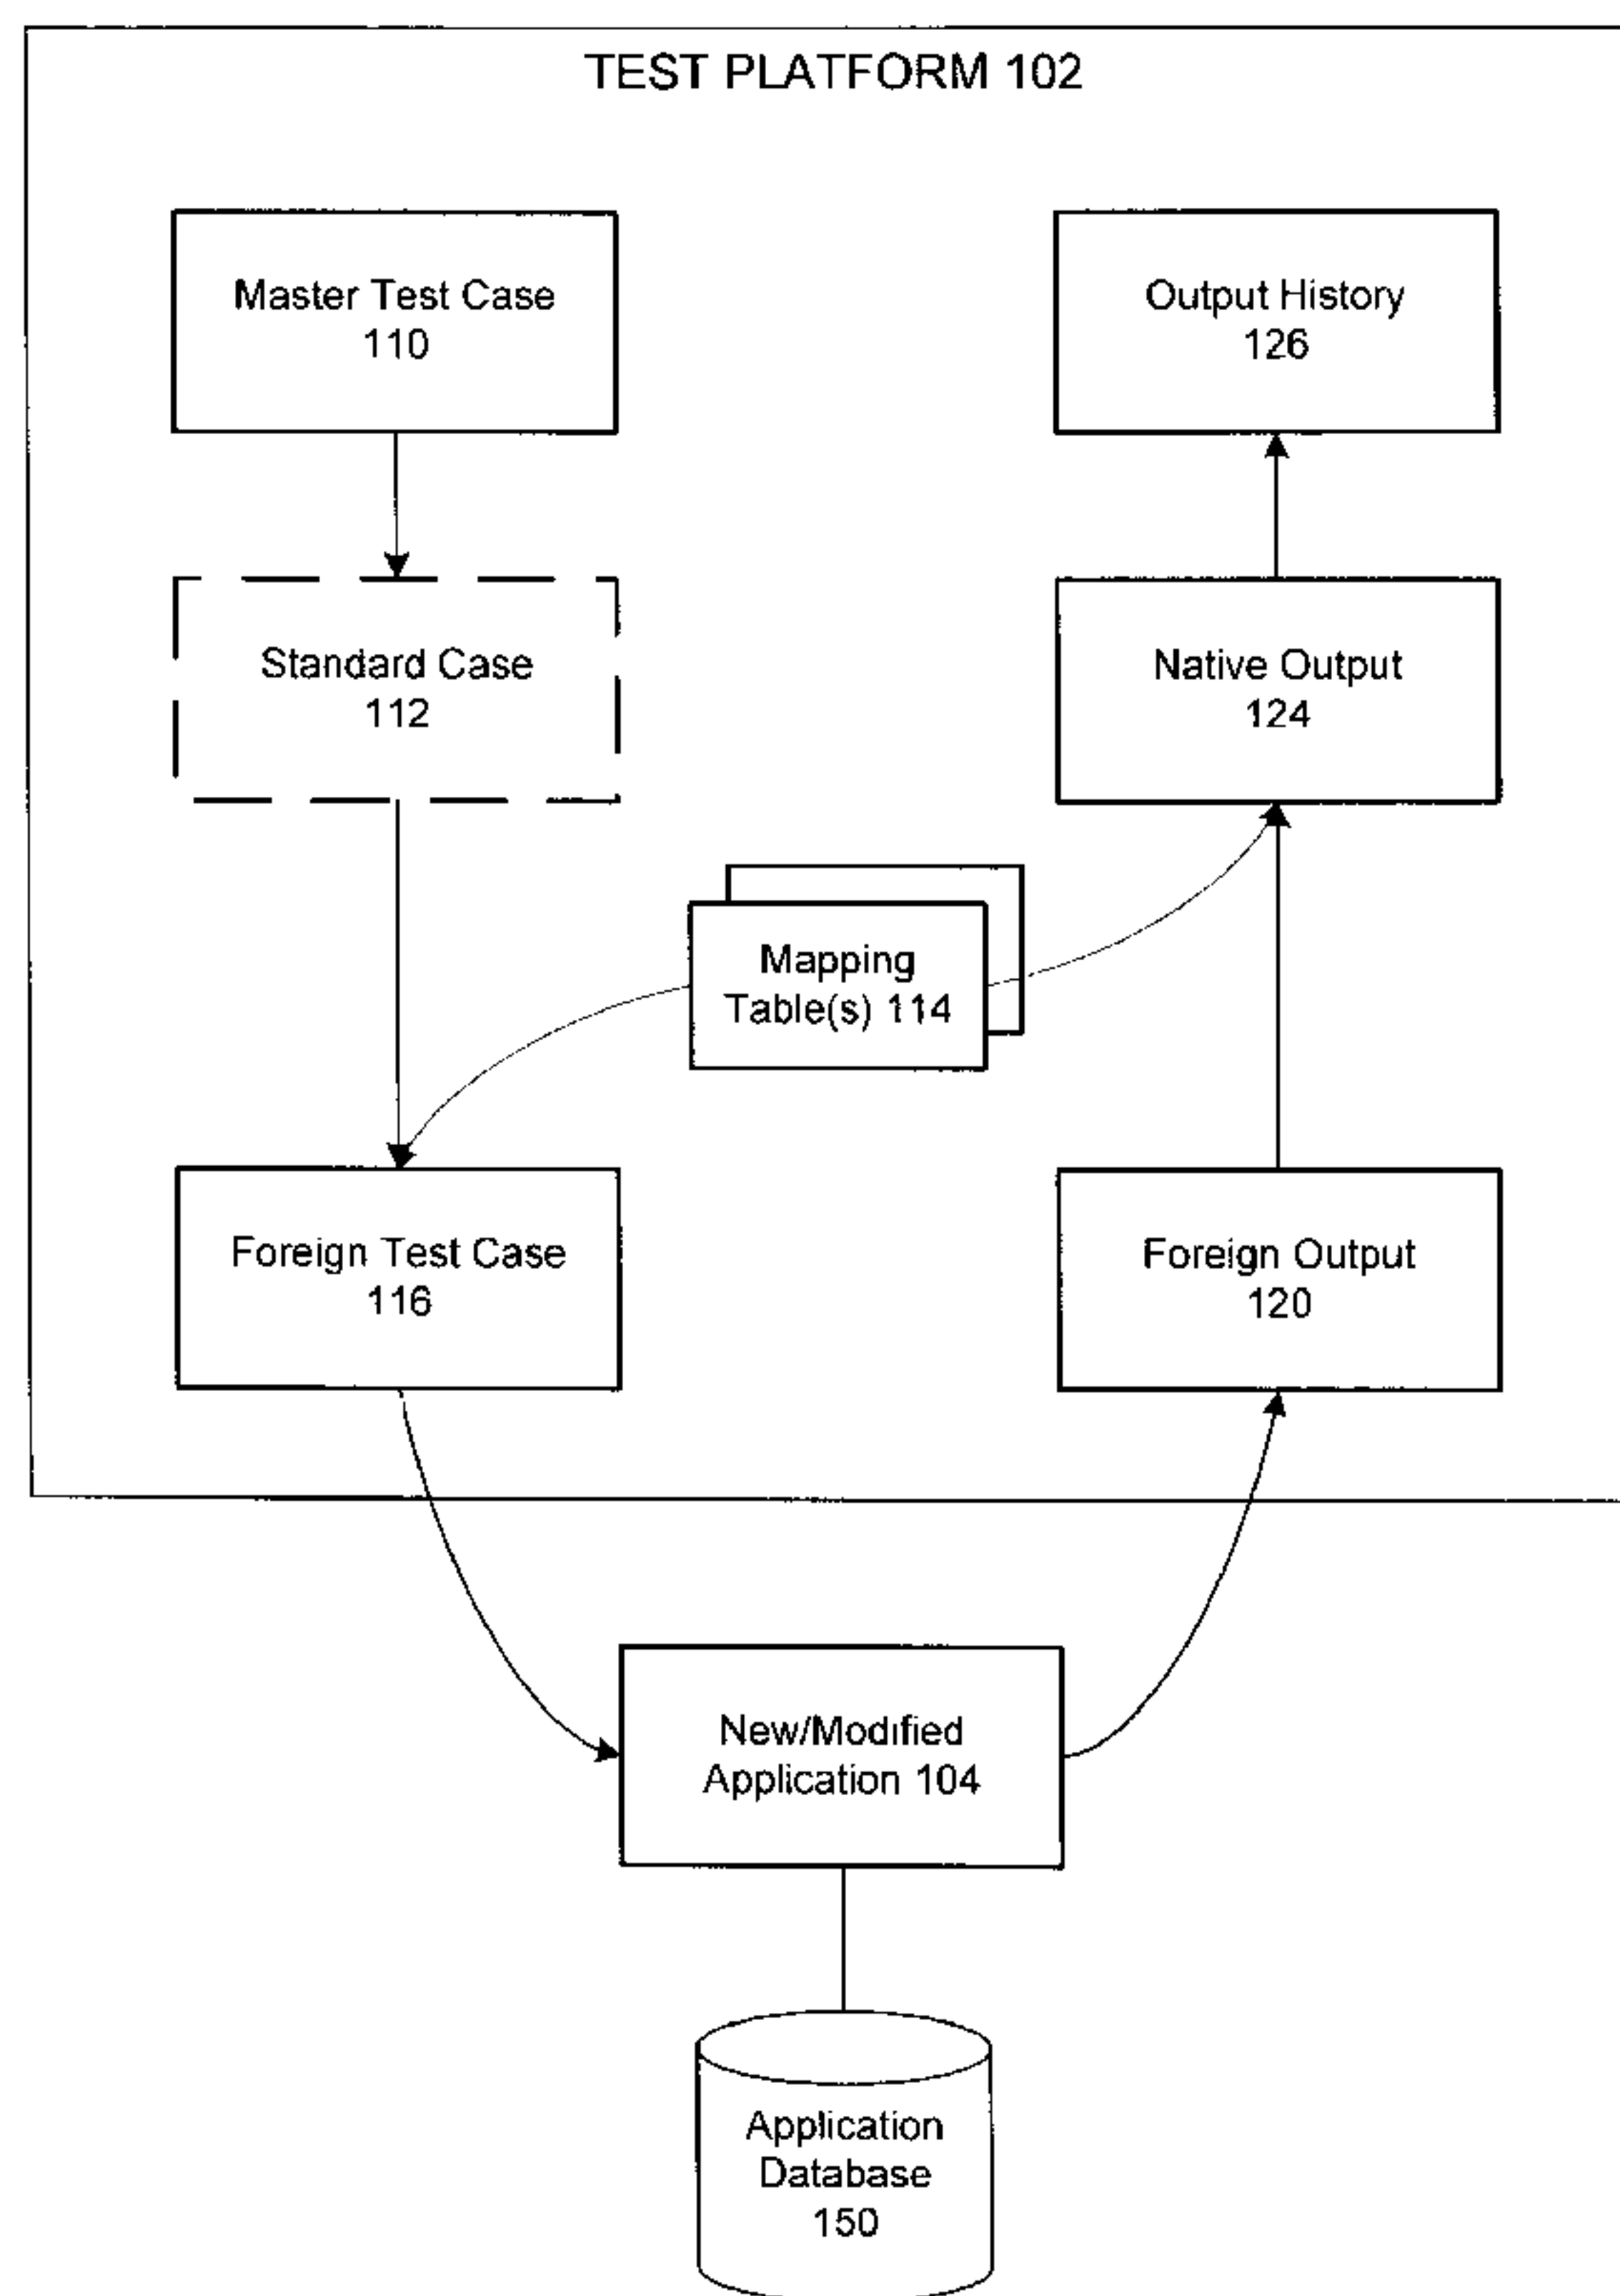 TEST PLATFORM 102
Master Test Case
110
Output History
126
Standard Case
112
Native Output
124
Mapping
Table(s) 114
Foreign Test Case
116
Foreign Output
120
New/Modified
Application 104
Application
Database
150